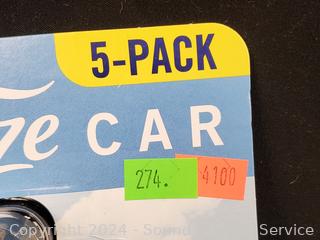 5-PACK
ze CAR
274. 4100
Copyright 2024 - Sound Service